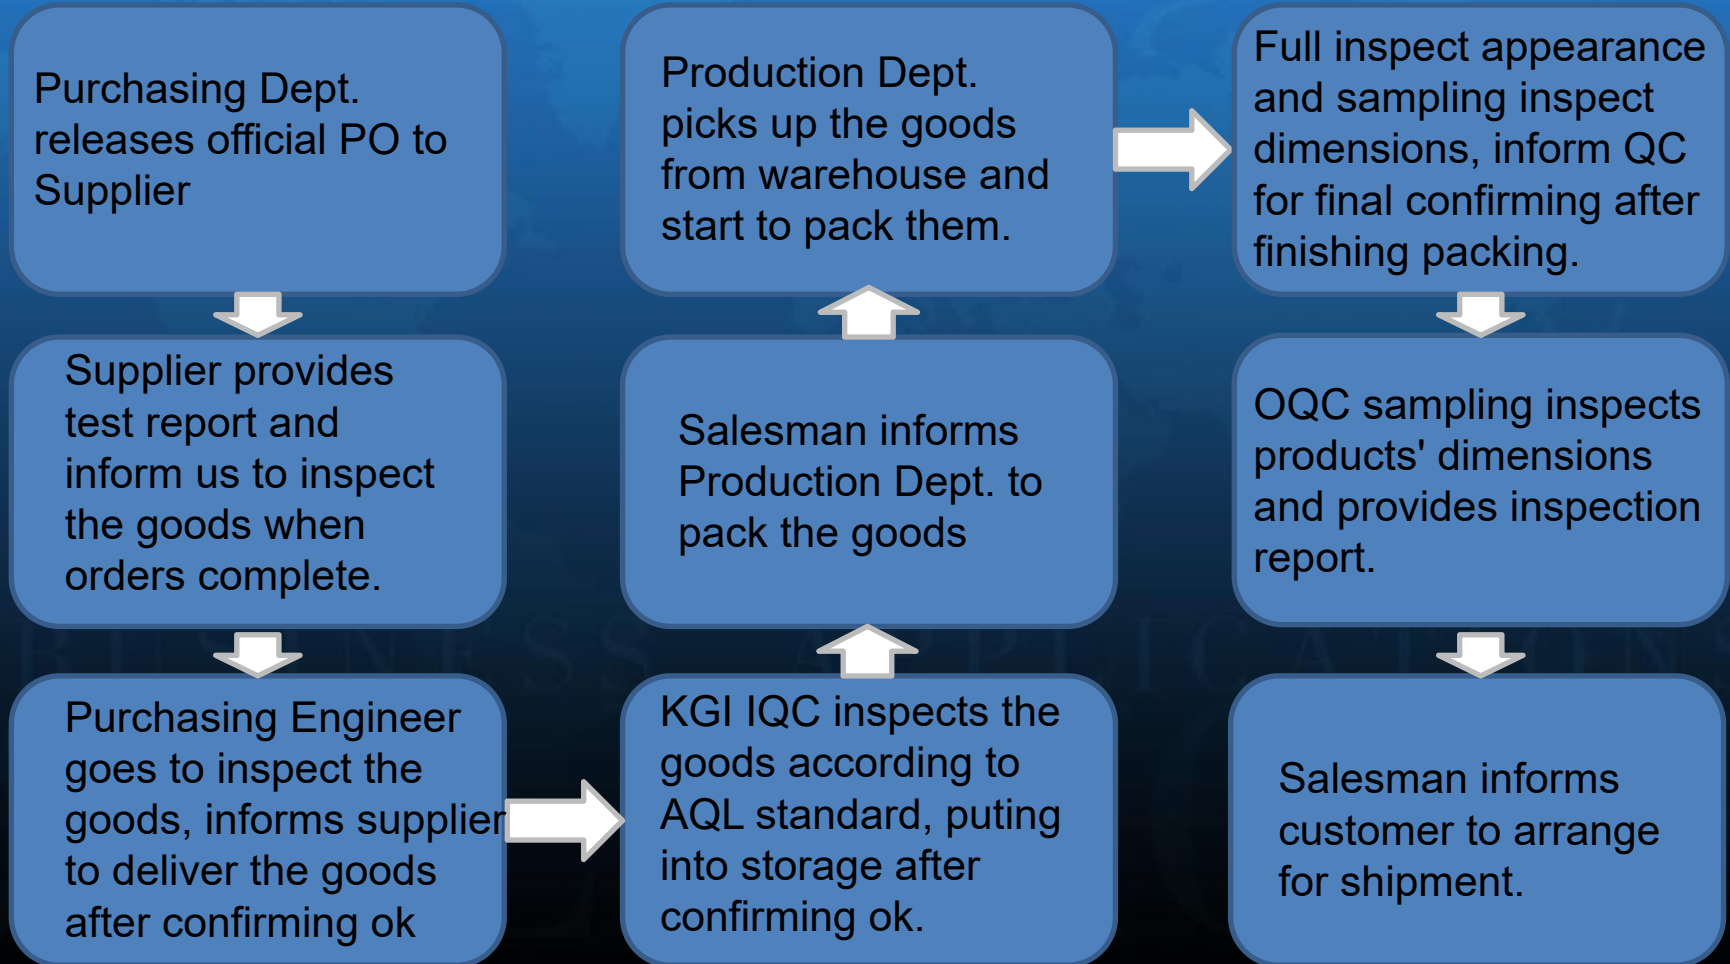 Purchasing Dept.
releases official PO to
Supplier
Supplier provides
test report and
inform us to inspect
the goods when
orders complete.
Purchasing Engineer
goes to inspect the
goods, informs supplier
to deliver the goods
after confirming ok
KGI IQC inspects the
goods according to
AQL standard, puting
into storage after
confirming ok.
Salesman informs
Production Dept. to
pack the goods
Production Dept.
picks up the goods
from warehouse and
start to pack them.
Full inspect appearance
and sampling inspect
dimensions, inform QC
for final confirming after
finishing packing.
OQC sampling inspects
products' dimensions
and provides inspection
report.
Salesman informs
customer to arrange
for shipment.
BUSINESS APPLICATIONS